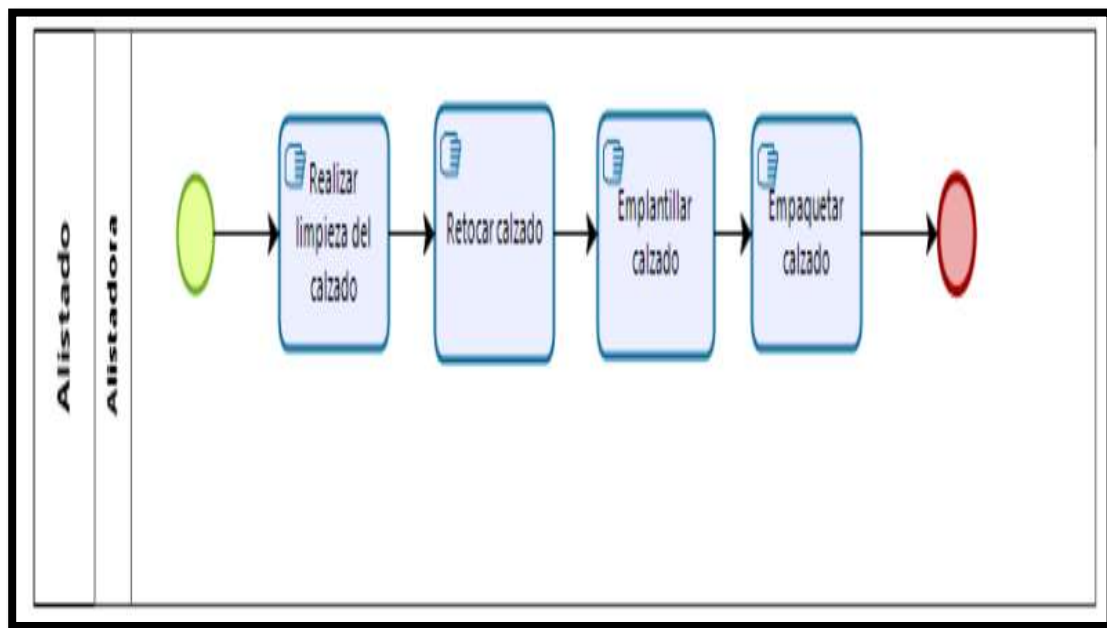 Alistado
Alistadora
Realizar
limpieza del
calzado
Retocar calzado
Emplantillar
calzado
Empaquetar
calzado